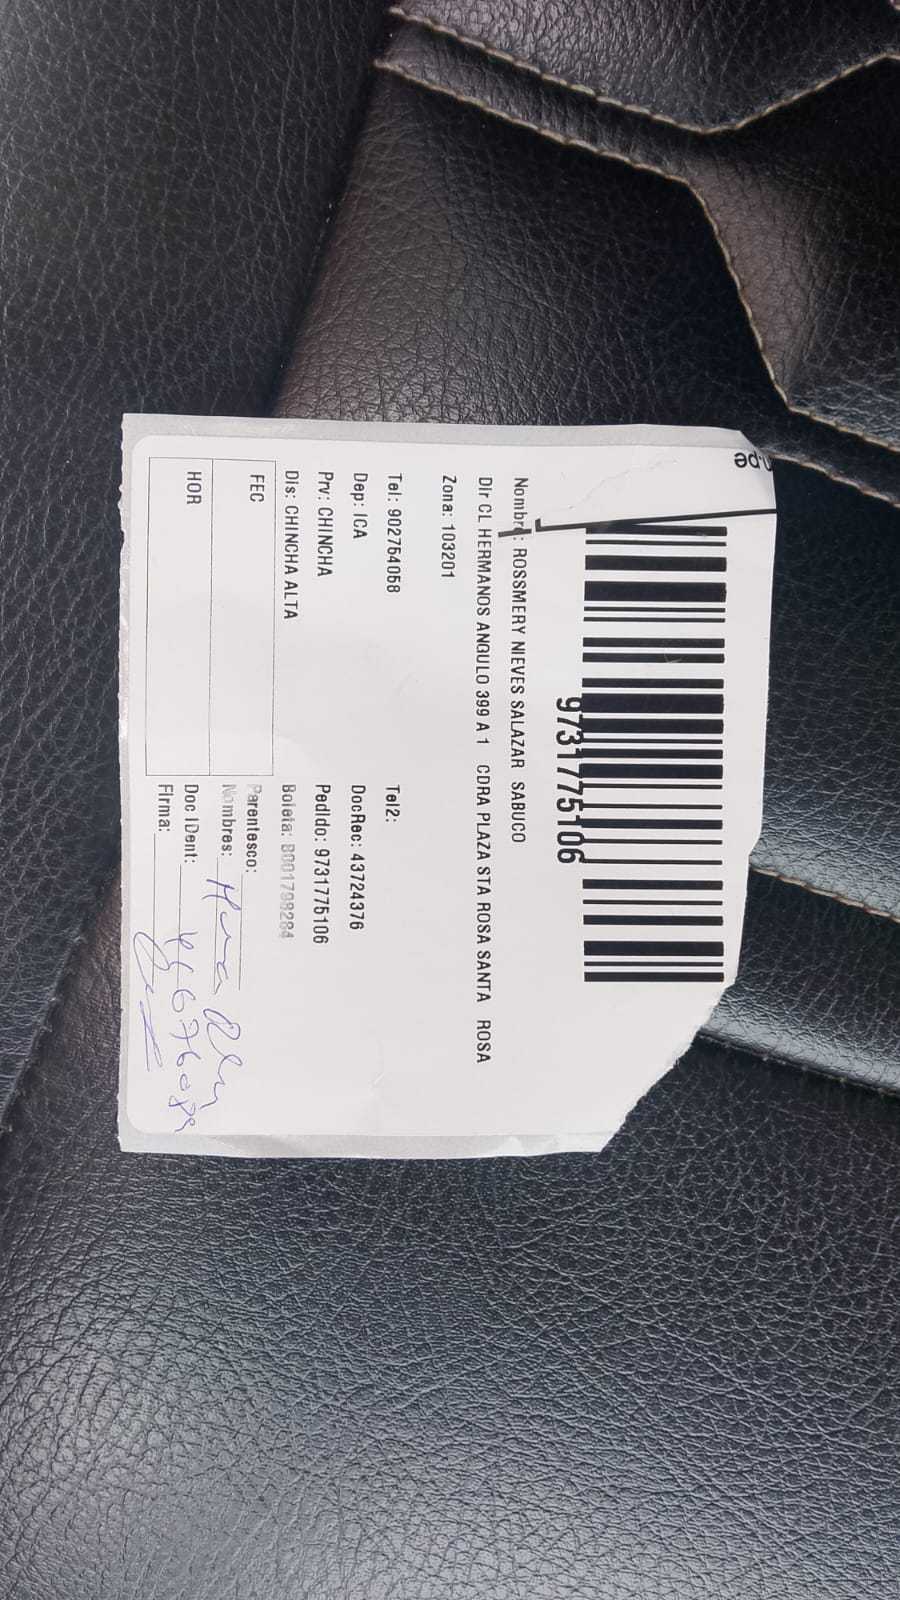 n.pe
9731775106
Nombre: ROSSMERY NIEVES SALAZAR SABUCO
Dir CL HERMANOS ANGULO 399 A 1 CDRA PLAZA STA ROSA SANTA ROSA
Zona: 103201
Tel: 902754058 Tel2:
Dep: ICA DocRec: 43724376
Prv: CHINCHA Pedido: 9731775106
Dis: CHINCHA ALTA Boleta: B001798284
FEC Parentesco:
Nombres:
HOR Doc IDent:
Firma: